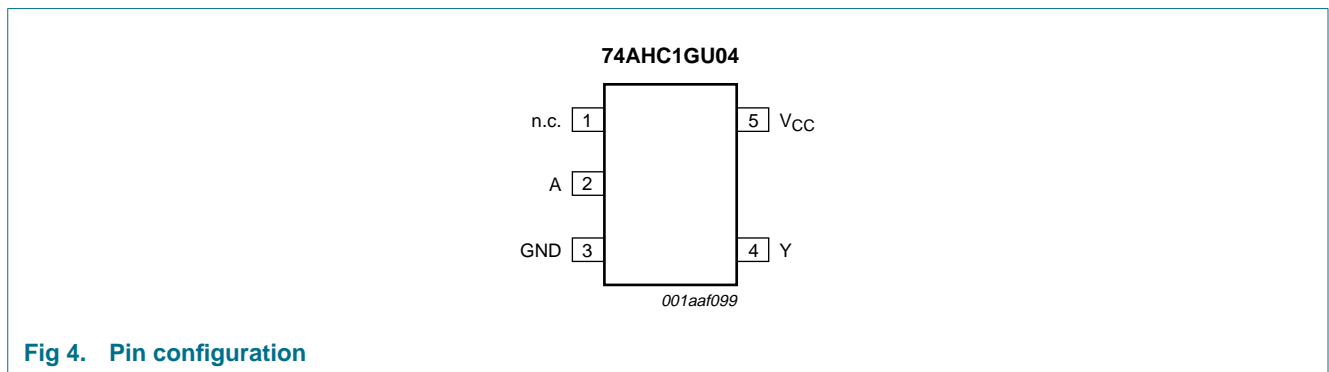 74AHC1GU04
n.c. 1
5 VCC
A 2
GND 3
4 Y
001aaf099
Fig 4. Pin configuration